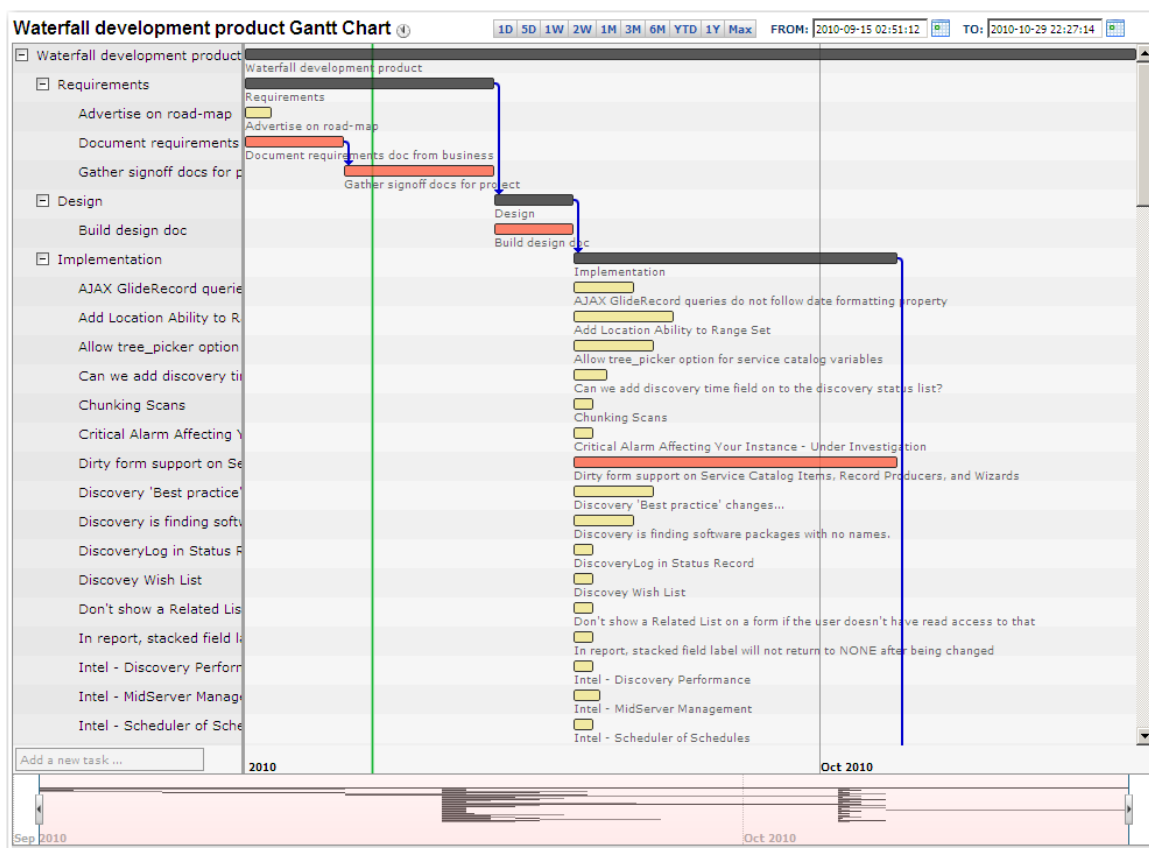 Waterfall development product Gantt Chart
1D 5D 1W 2W 1M 3M 6M YTD 1Y Max FROM: 2010-09-15 02:51:12 TO: 2010-10-29 22:27:14
Waterfall development product
Waterfall development product
Requirements
Requirements
Advertise on road-map
Advertise on road-map
Document requirements
Document requirements doc from business
Gather signoff docs for p
Gather signoff docs for project
Design
Design
Build design doc
Build design doc
Implementation
Implementation
AJAX GlideRecord querie
AJAX GlideRecord queries do not follow date formatting property
Add Location Ability to R
Add Location Ability to Range Set
Allow tree_picker option
Allow tree_picker option for service catalog variables
Can we add discovery ti
Can we add discovery time field on to the discovery status list?
Chunking Scans
Chunking Scans
Critical Alarm Affecting Y
Critical Alarm Affecting Your Instance - Under Investigation
Dirty form support on Se
Dirty form support on Service Catalog Items, Record Producers, and Wizards
Discovery 'Best practice'
Discovery 'Best practice' changes...
Discovery is finding softw
Discovery is finding software packages with no names.
DiscoveryLog in Status R
DiscoveryLog in Status Record
Discovey Wish List
Discovey Wish List
Don't show a Related Lis
Don't show a Related List on a form if the user doesn't have read access to that
In report, stacked field la
In report, stacked field label will not return to NONE after being changed
Intel - Discovery Perform
Intel - Discovery Performance
Intel - MidServer Manage
Intel - MidServer Management
Intel - Scheduler of Sche
Intel - Scheduler of Schedules
Add a new task ...
2010 Oct 2010
Sep 2010 Oct 2010